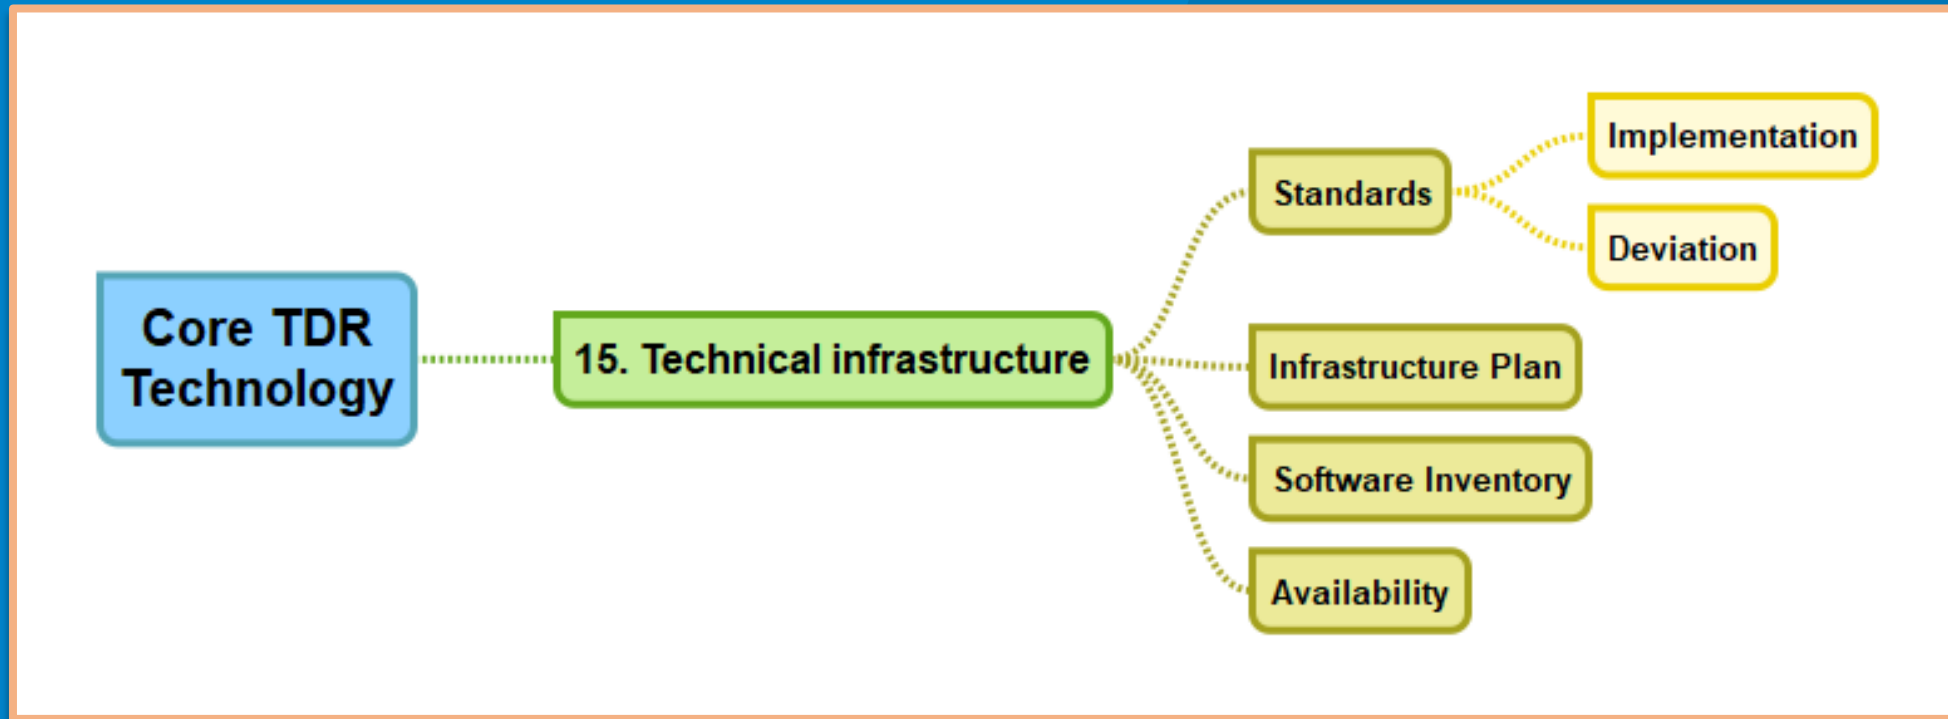 Core TDR
Technology
15. Technical infrastructure
Standards
Implementation
Deviation
Infrastructure Plan
Software Inventory
Availability